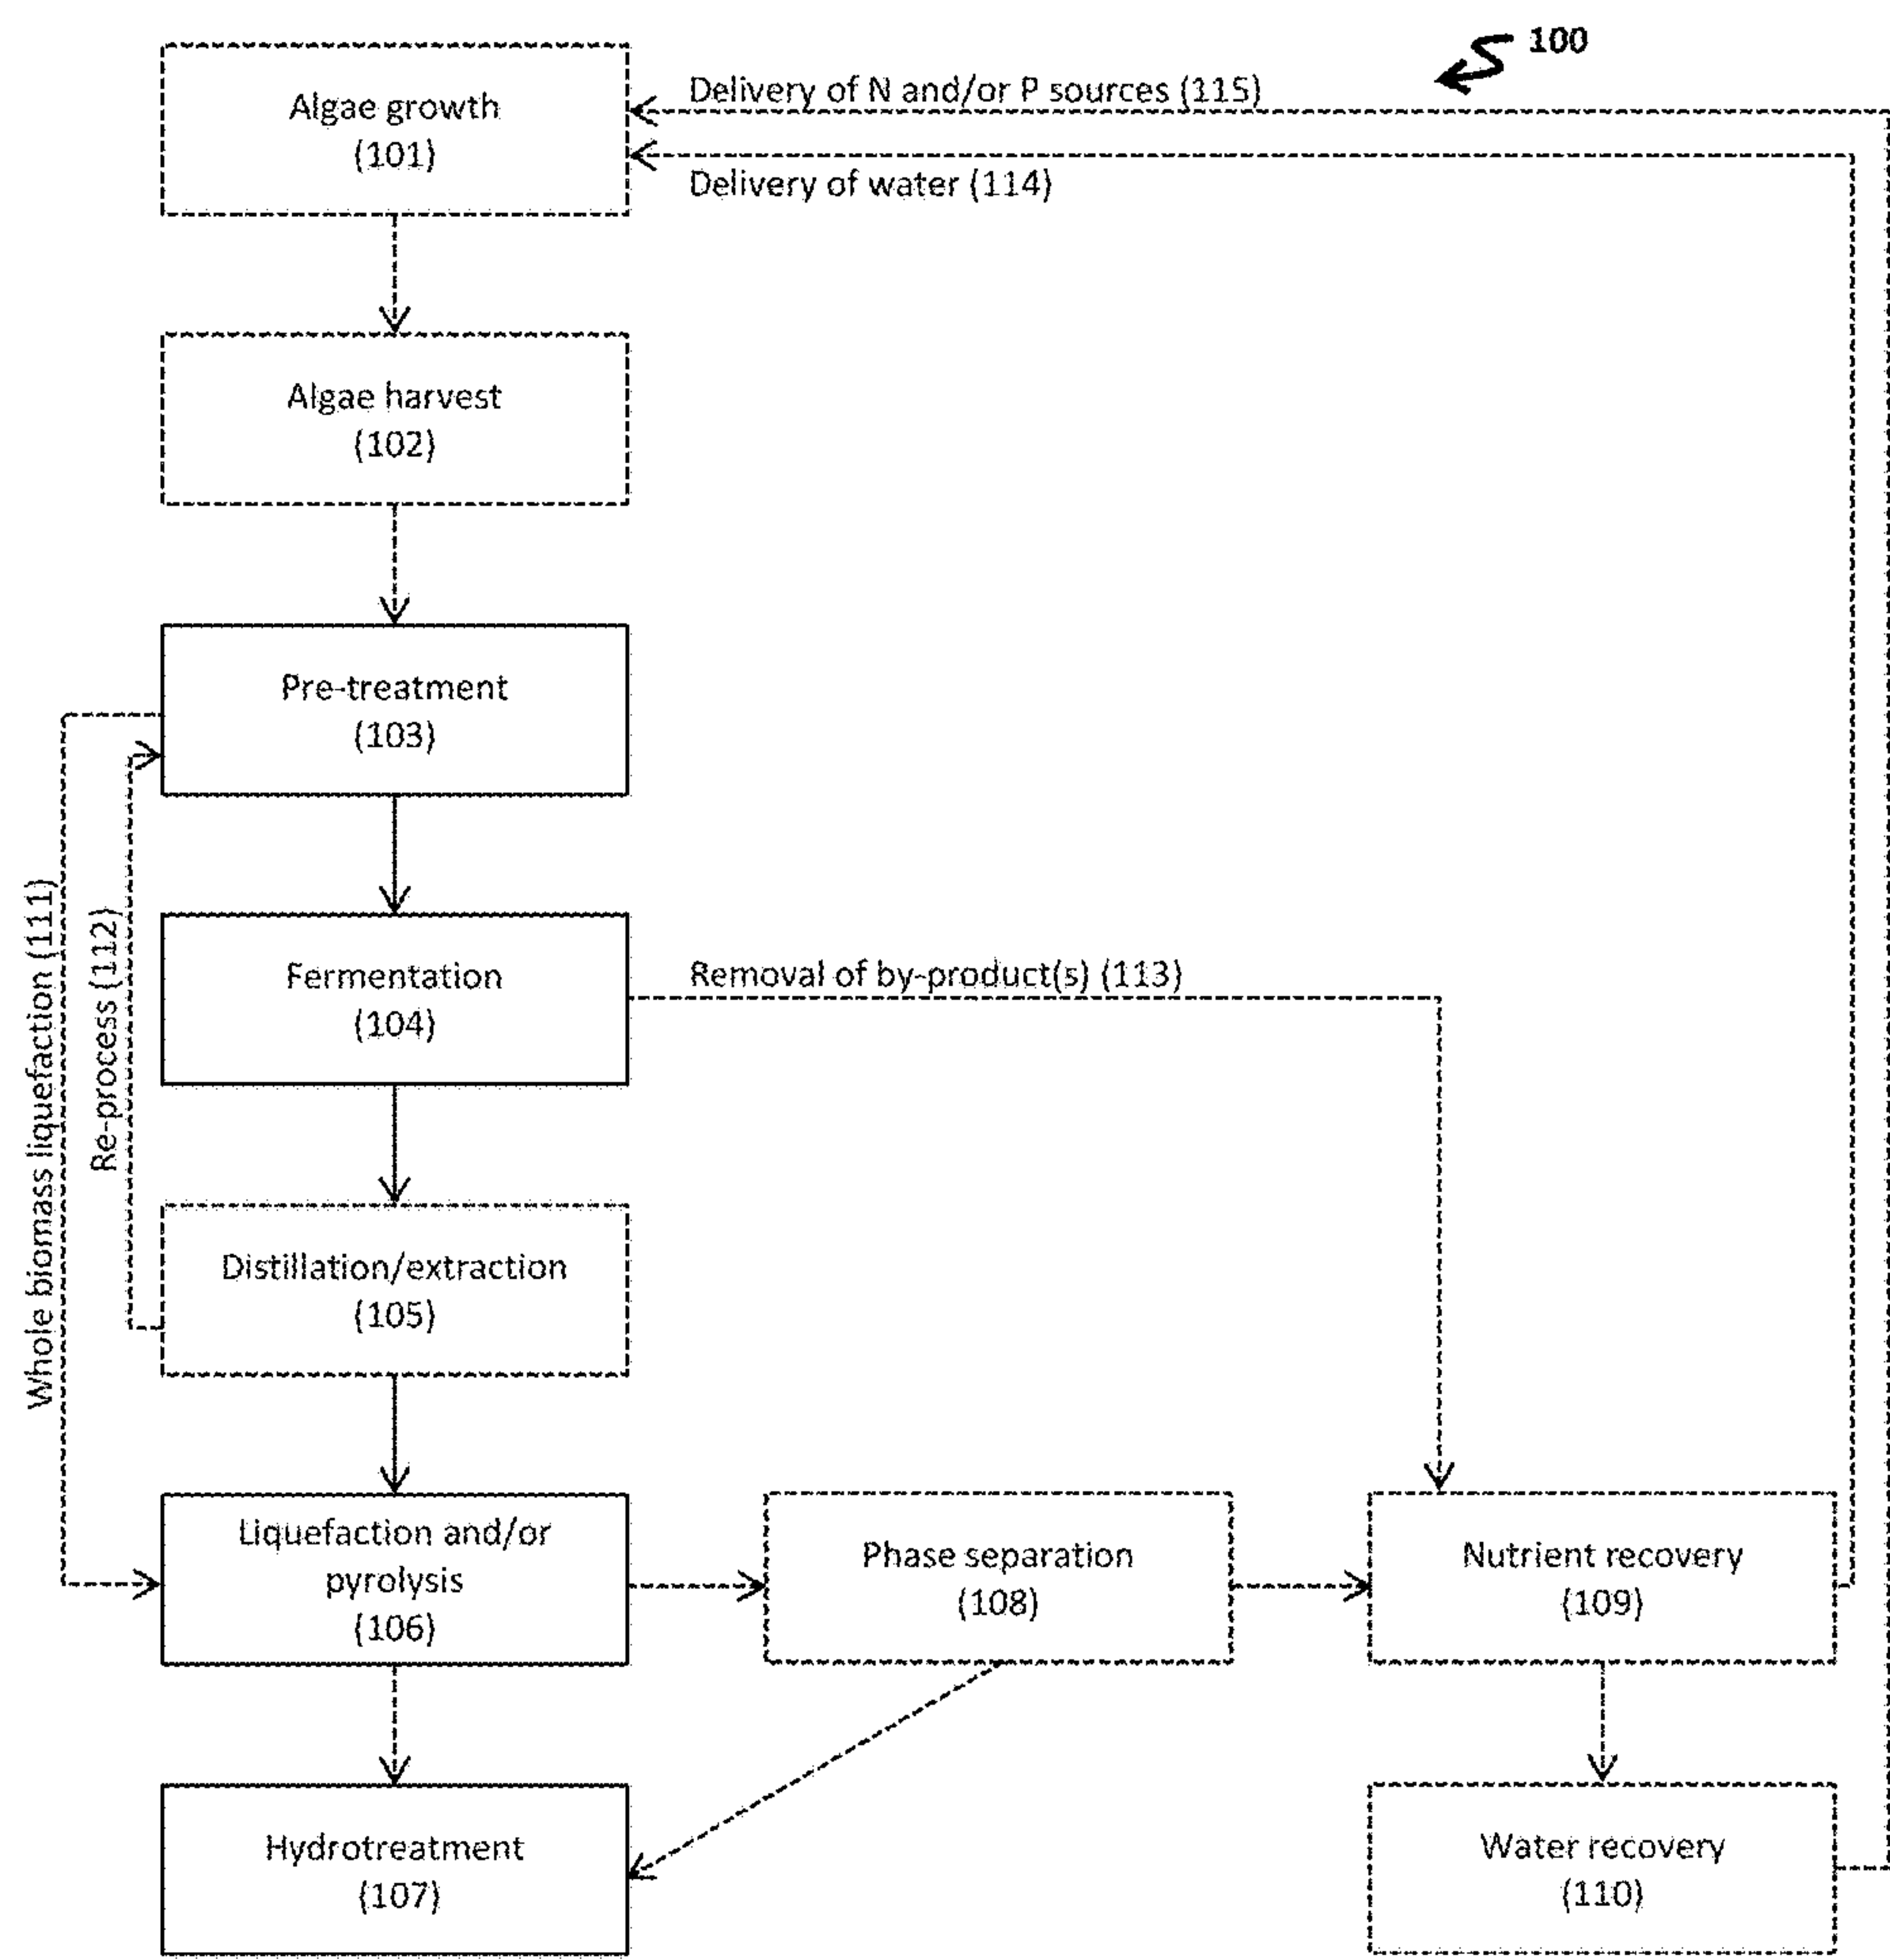 100
Algae growth
(101)
Delivery of N and/or P sources (115)
Delivery of water (114)
Algae harvest
(102)
Pre-treatment
(103)
Whole biomass liquefaction (111)
Re-process (112)
Fermentation
(104)
Removal of by-product(s) (113)
Distillation/extraction
(105)
Liquefaction and/or
pyrolysis
(106)
Phase separation
(108)
Nutrient recovery
(109)
Hydrotreatment
(107)
Water recovery
(110)